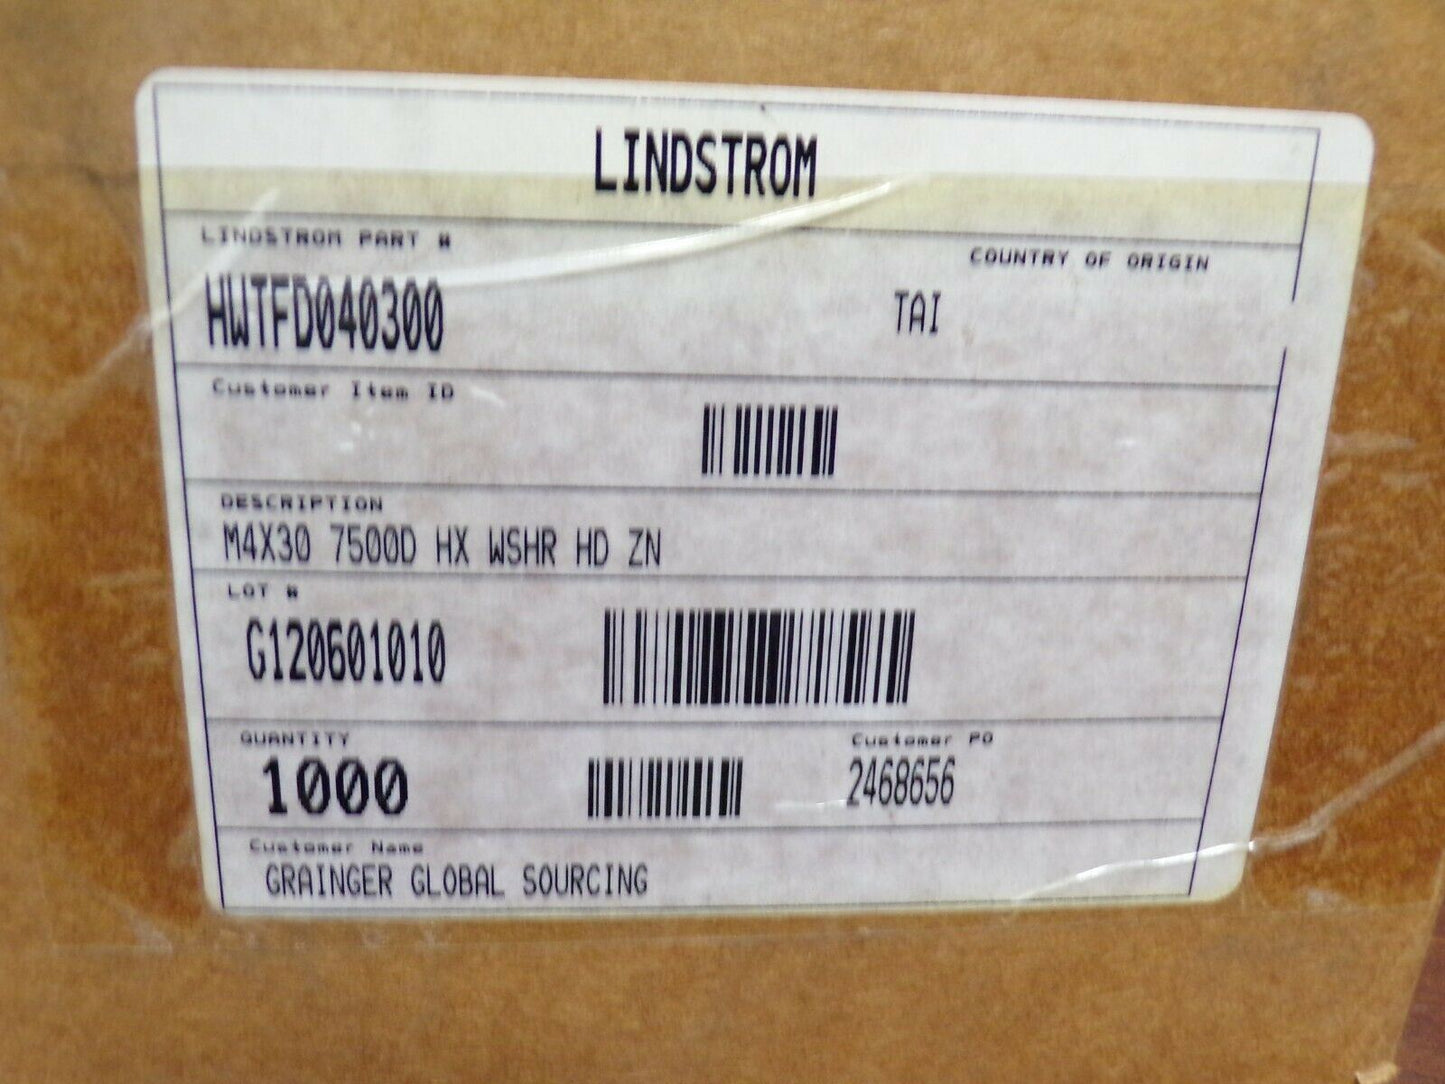 LINDSTROM
LINDSTROM PART #
COUNTRY OF ORIGIN
HWTFD040300
TAI
Customer Item ID
DESCRIPTION
M4X30 7500D HX WSHR HD ZN
LOT #
G120601010
QUANTITY
Customer PO
1000
2468656
Customer Name
GRAINGER GLOBAL SOURCING